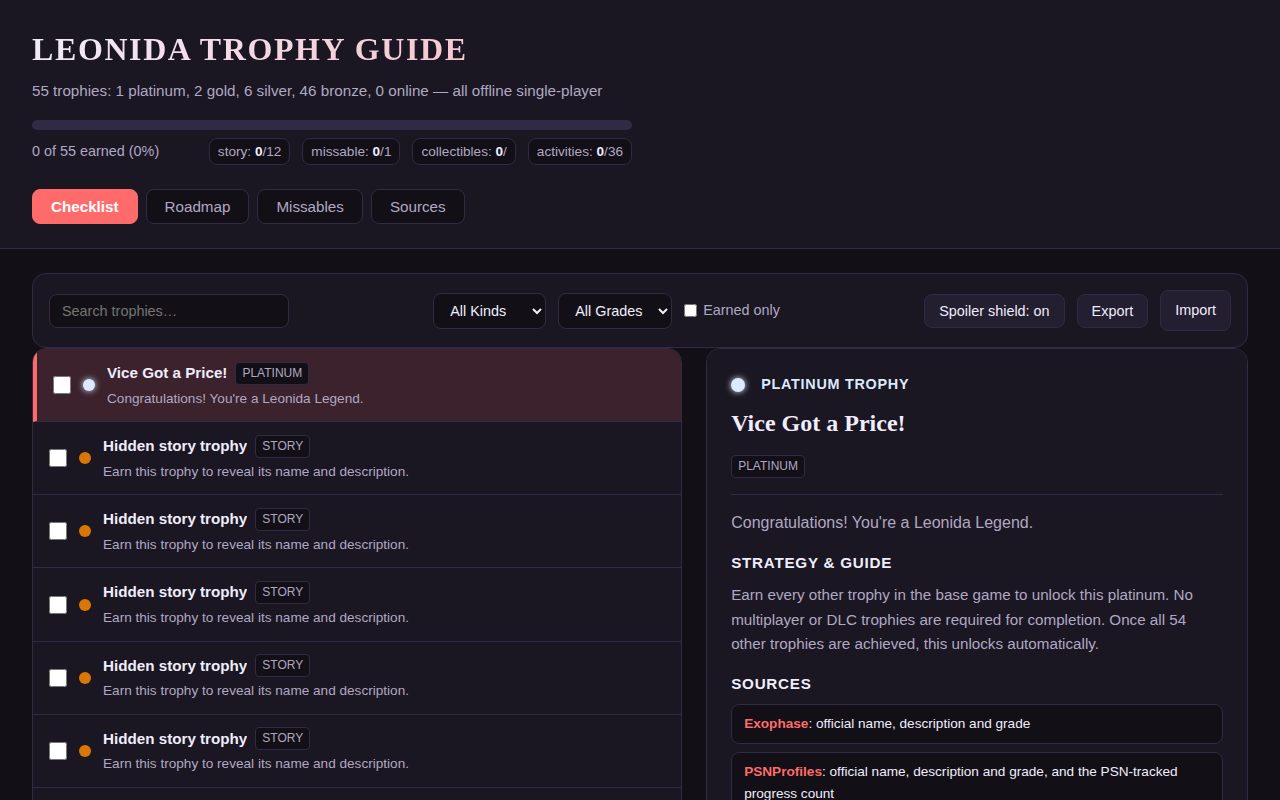 LEONIDA TROPHY GUIDE
55 trophies: 1 platinum, 2 gold, 6 silver, 46 bronze, 0 online — all offline single-player
0 of 55 earned (0%)
story: 0/12
missable: 0/1
collectibles: 0/
activities: 0/36
Checklist
Roadmap
Missables
Sources
Search trophies…
All Kinds
All Grades
Earned only
Spoiler shield: on
Export
Import
Vice Got a Price! PLATINUM
Congratulations! You're a Leonida Legend.
Hidden story trophy STORY
Earn this trophy to reveal its name and description.
Hidden story trophy STORY
Earn this trophy to reveal its name and description.
Hidden story trophy STORY
Earn this trophy to reveal its name and description.
Hidden story trophy STORY
Earn this trophy to reveal its name and description.
Hidden story trophy STORY
Earn this trophy to reveal its name and description.
PLATINUM TROPHY
Vice Got a Price!
PLATINUM
Congratulations! You're a Leonida Legend.
STRATEGY & GUIDE
Earn every other trophy in the base game to unlock this platinum. No
multiplayer or DLC trophies are required for completion. Once all 54
other trophies are achieved, this unlocks automatically.
SOURCES
Exophase: official name, description and grade
PSNProfiles: official name, description and grade, and the PSN-tracked
progress count